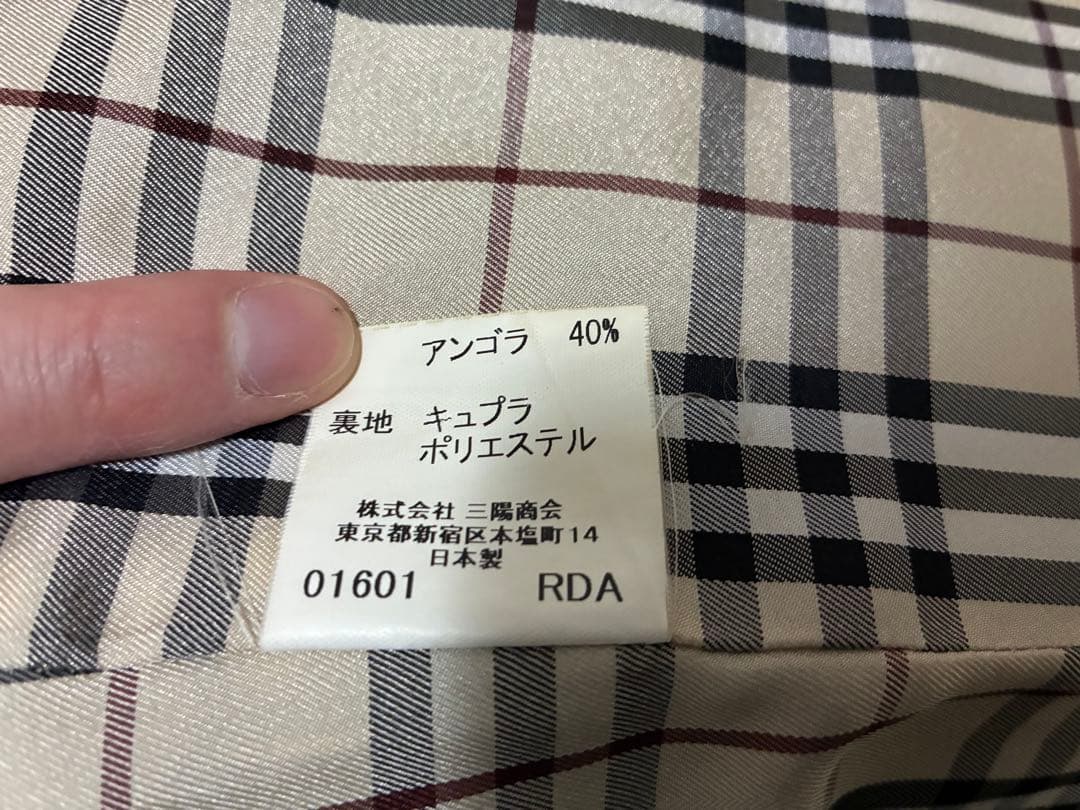 アンゴラ 40%
裏地 キュプラ
ポリエステル
株式会社 三陽商会
東京都新宿区本塩町14
日本製
01601 RDA